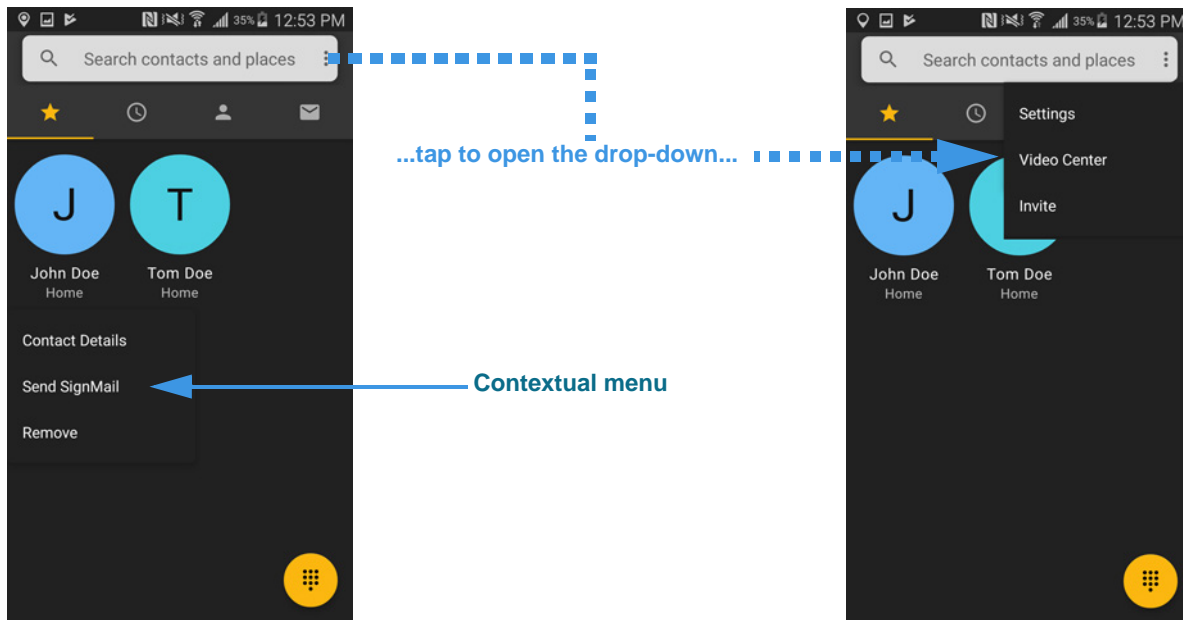 35% 12:53 PM
Search contacts and places
J
T
John Doe
Tom Doe
Home
Home
Contact Details
Send SignMail
Remove
...tap to open the drop-down...
Contextual menu
35% 12:53 PM
Search contacts and places
Settings
Video Center
Invite
J
John Doe
Tom Doe
Home
Home